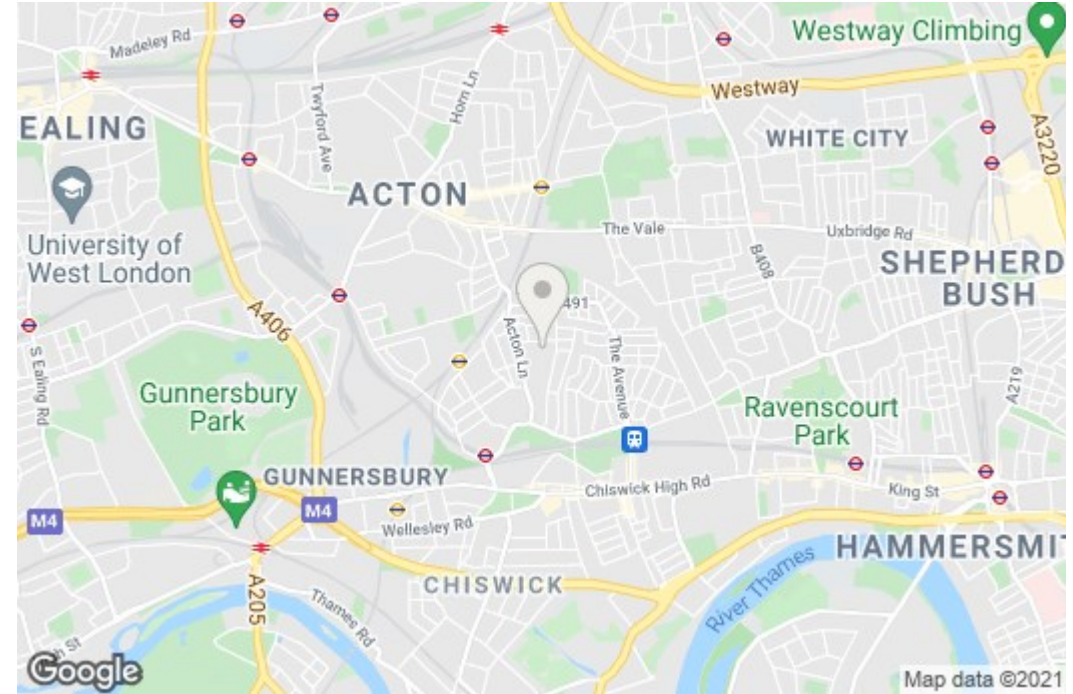 Madeley Rd
Westway Climbing
Horn Ln
Twyford Ave
Westway
EALING
A3220
WHITE CITY
ACTON
The Vale
Uxbridge Rd
University of
West London
B408
SHEPHERD
BUSH
491
A406
Acton Ln
The Avenue
S Ealing Rd
A219
Gunnersbury
Park
Ravenscourt
Park
GUNNERSBURY
Chiswick High Rd
King St
M4
M4
Wellesley Rd
HAMMERSMIT
CHISWICK
A205
Thames Rd
River Thames
Google
Map data ©2021